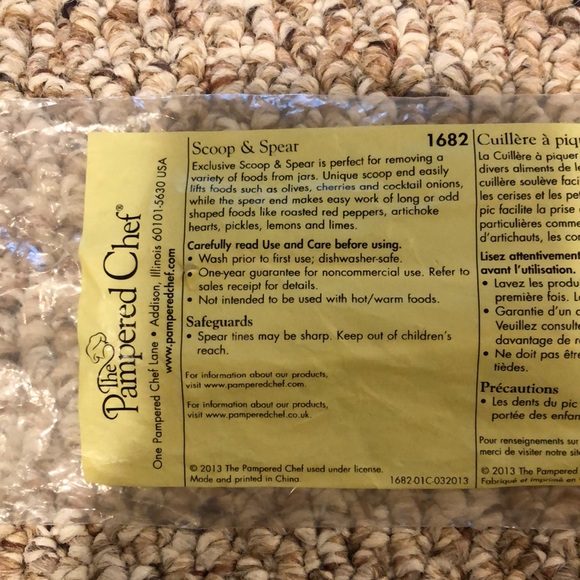 The
Pampered Chef®
One Pampered Chef Lane • Addison, Illinois 60101-5630 USA
www.pamperedchef.com
Scoop & Spear 1682
Exclusive Scoop & Spear is perfect for removing a
variety of foods from jars. Unique scoop end easily
lifts foods such as olives, cherries and cocktail onions,
while the spear end makes easy work of long or odd
shaped foods like roasted red peppers, artichoke
hearts, pickles, lemons and limes.
Carefully read Use and Care before using.
• Wash prior to first use; dishwasher-safe.
• One-year guarantee for noncommercial use. Refer to
sales receipt for details.
• Not intended to be used with hot/warm foods.
Safeguards
• Spear tines may be sharp. Keep out of children's
reach.
For information about our products,
visit www.pamperedchef.com.
For information about our products,
visit www.pamperedchef.co.uk.
© 2013 The Pampered Chef used under license.
Made and printed in China. 1682-01C-032013
Cuillère à
La Cuillère à piquer
divers aliments de
cuillère soulève
les cerises et les
pic facilite la prise
particulières comme
d'artichauts, les
Lisez attentivement
avant l'utilisation.
• Lavez les
première fois.
• Garantie d'un
Veuillez
davantage de
• Ne doit pas
tièdes.
Précautions
• Les dents du pic
portée des
Pour renseignements sur
merci de visiter notre
© 2013 The Pampered
Fabriqué et imprimé en